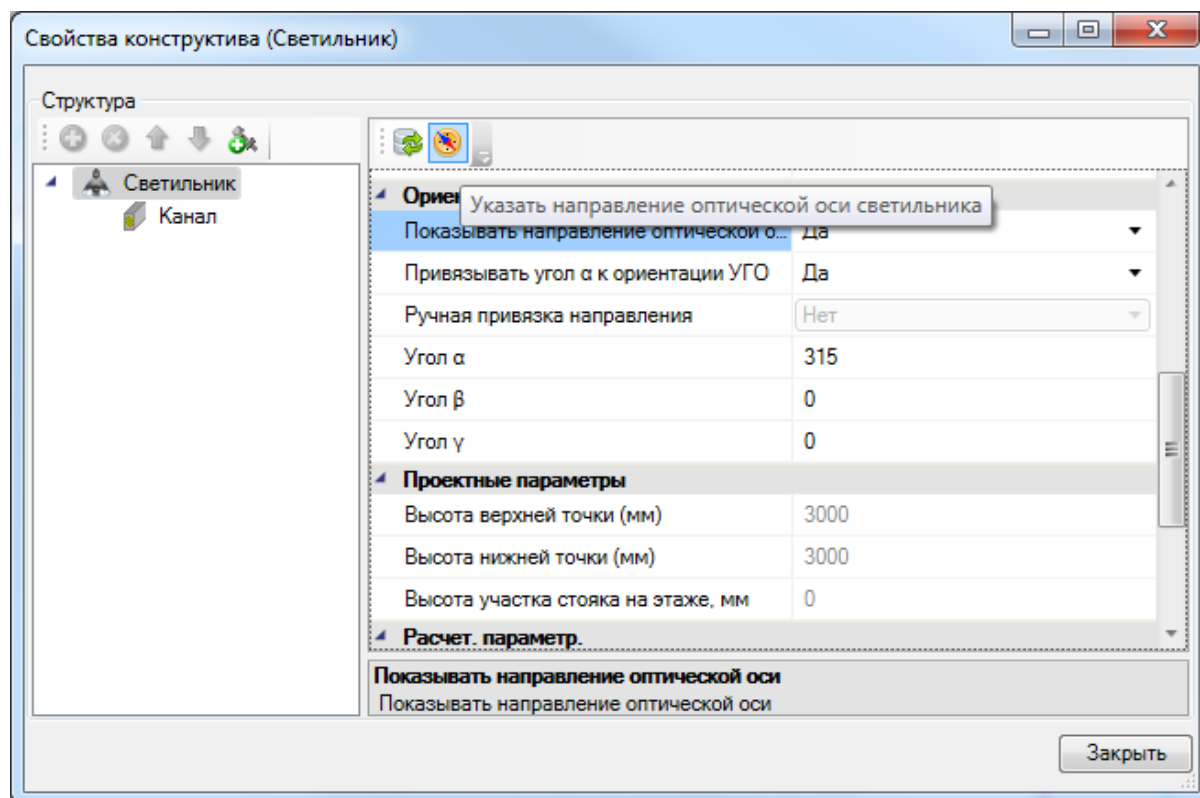 Свойства конструктива (Светильник)
Структура
Светильник
Канал
Указать направление оптической оси светильника
Показывать направление оптической о... Да
Привязывать угол α к ориентации УГО Да
Ручная привязка направления Нет
Угол α 315
Угол β 0
Угол γ 0
Проектные параметры
Высота верхней точки (мм) 3000
Высота нижней точки (мм) 3000
Высота участка стояка на этаже, мм 0
Расчет. параметр.
Показывать направление оптической оси
Показывать направление оптической оси
Закрыть